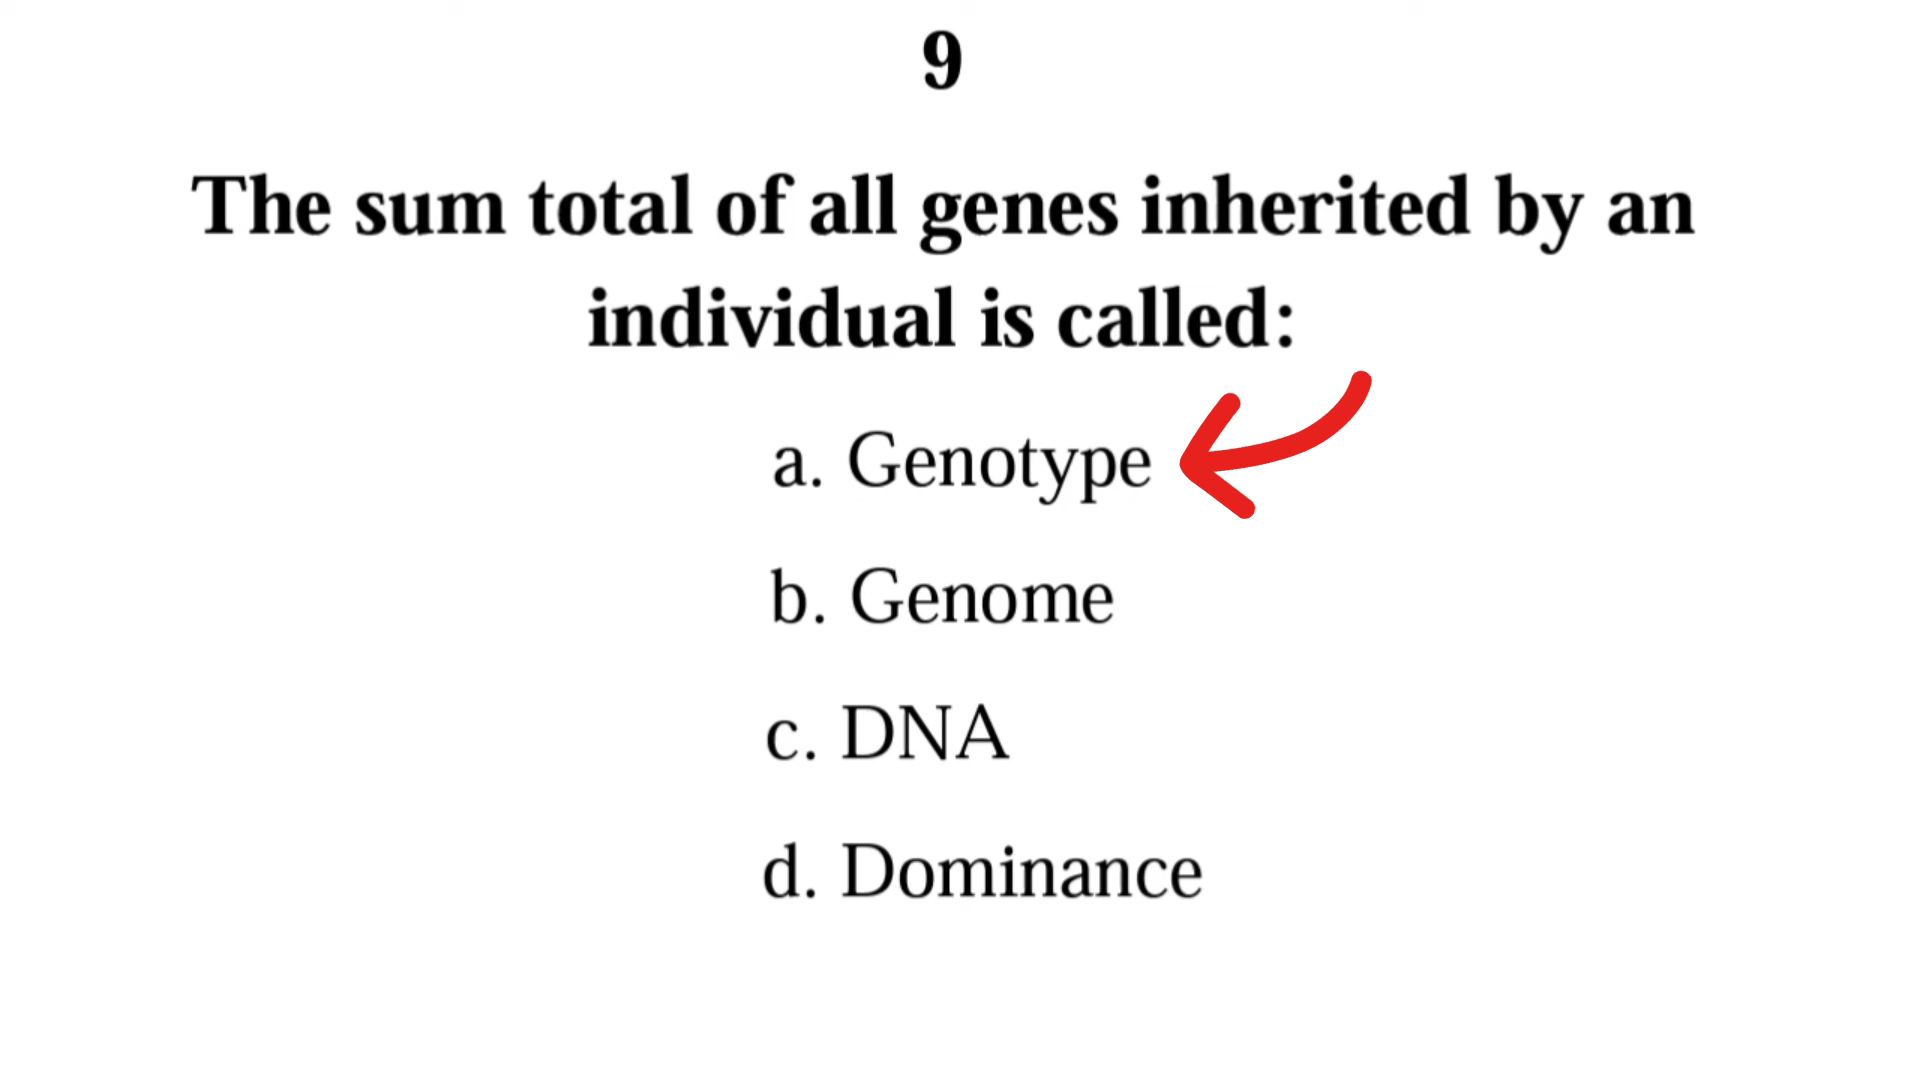 9
The sum total of all genes inherited by an
individual is called:
a. Genotype
b. Genome
c. DNA
d. Dominance